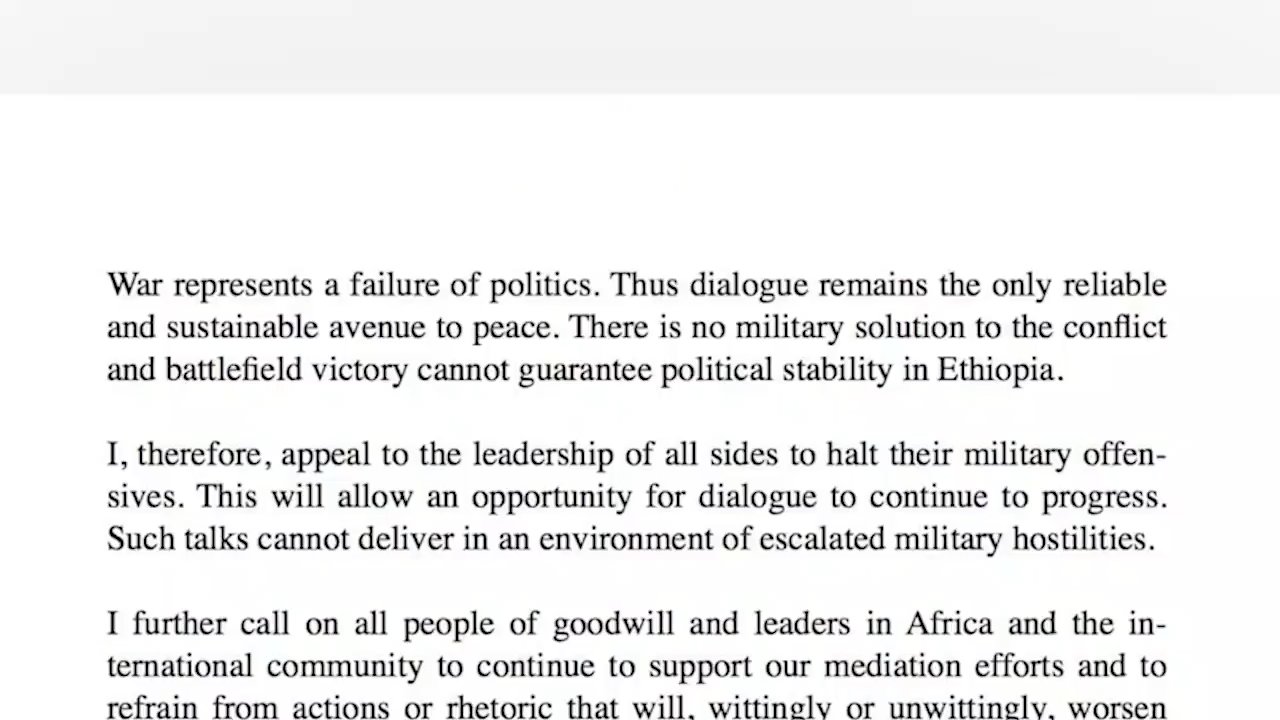 War represents a failure of politics. Thus dialogue remains the only reliable
and sustainable avenue to peace. There is no military solution to the conflict
and battlefield victory cannot guarantee political stability in Ethiopia.
I, therefore, appeal to the leadership of all sides to halt their military offen-
sives. This will allow an opportunity for dialogue to continue to progress.
Such talks cannot deliver in an environment of escalated military hostilities.
I further call on all people of goodwill and leaders in Africa and the in-
ternational community to continue to support our mediation efforts and to
refrain from actions or rhetoric that will, wittingly or unwittingly, worsen